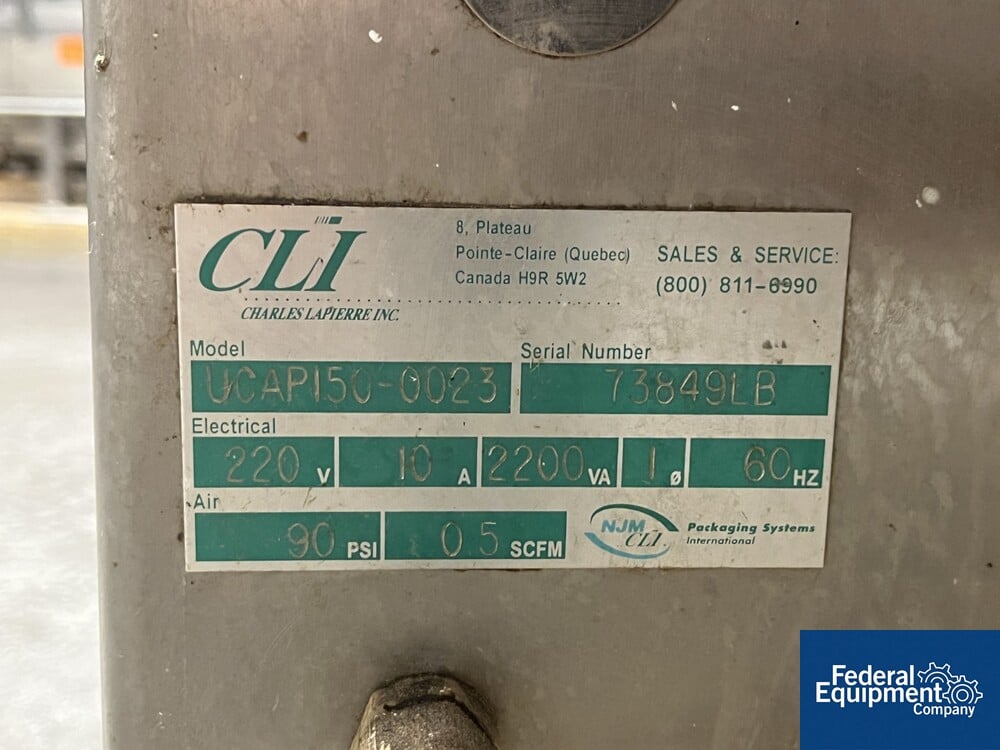 CLI
CHARLES LAPIERRE INC.
8, Plateau
Pointe-Claire (Quebec)
Canada H9R 5W2
SALES & SERVICE:
(800) 811-6990
Model
UCAP150-0023
Serial Number
73849LB
Electrical
220 V 10 A 2200 VA 1 ø 60 HZ
Air
90 PSI 0.5 SCFM
NJM
CLI
Packaging Systems
International
Federal
Equipment
Company